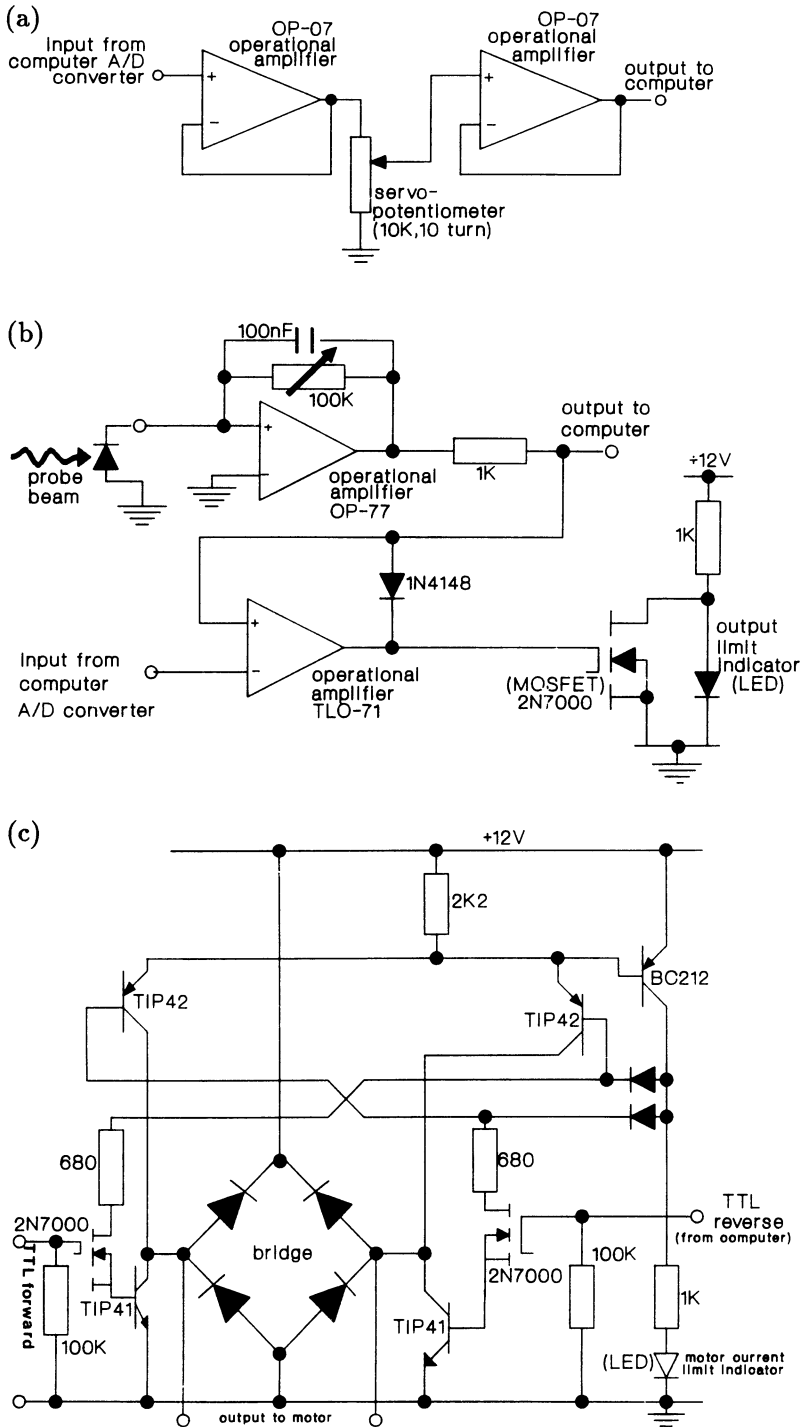 (a)
OP-07
operational
amplifier
Input from
computer A/D
converter
+
-
OP-07
operational
amplifier
+
-
output to
computer
servo-
potentiometer
(10K,10 turn)
(b)
100nF
100K
+
-
probe
beam
operational
amplifier
OP-77
1K
output to
computer
+12V
1K
1N4148
+
-
Input from
computer
A/D converter
operational
amplifier
TLO-71
(MOSFET)
2N7000
output
limit
indicator
(LED)
(c)
+12V
2K2
BC212
TIP42
TIP42
680
680
2N7000
TTL forward
100K
TIP41
bridge
TIP41
2N7000
100K
TTL
reverse
(from computer)
1K
(LED)
motor current
limit indicator
output to motor